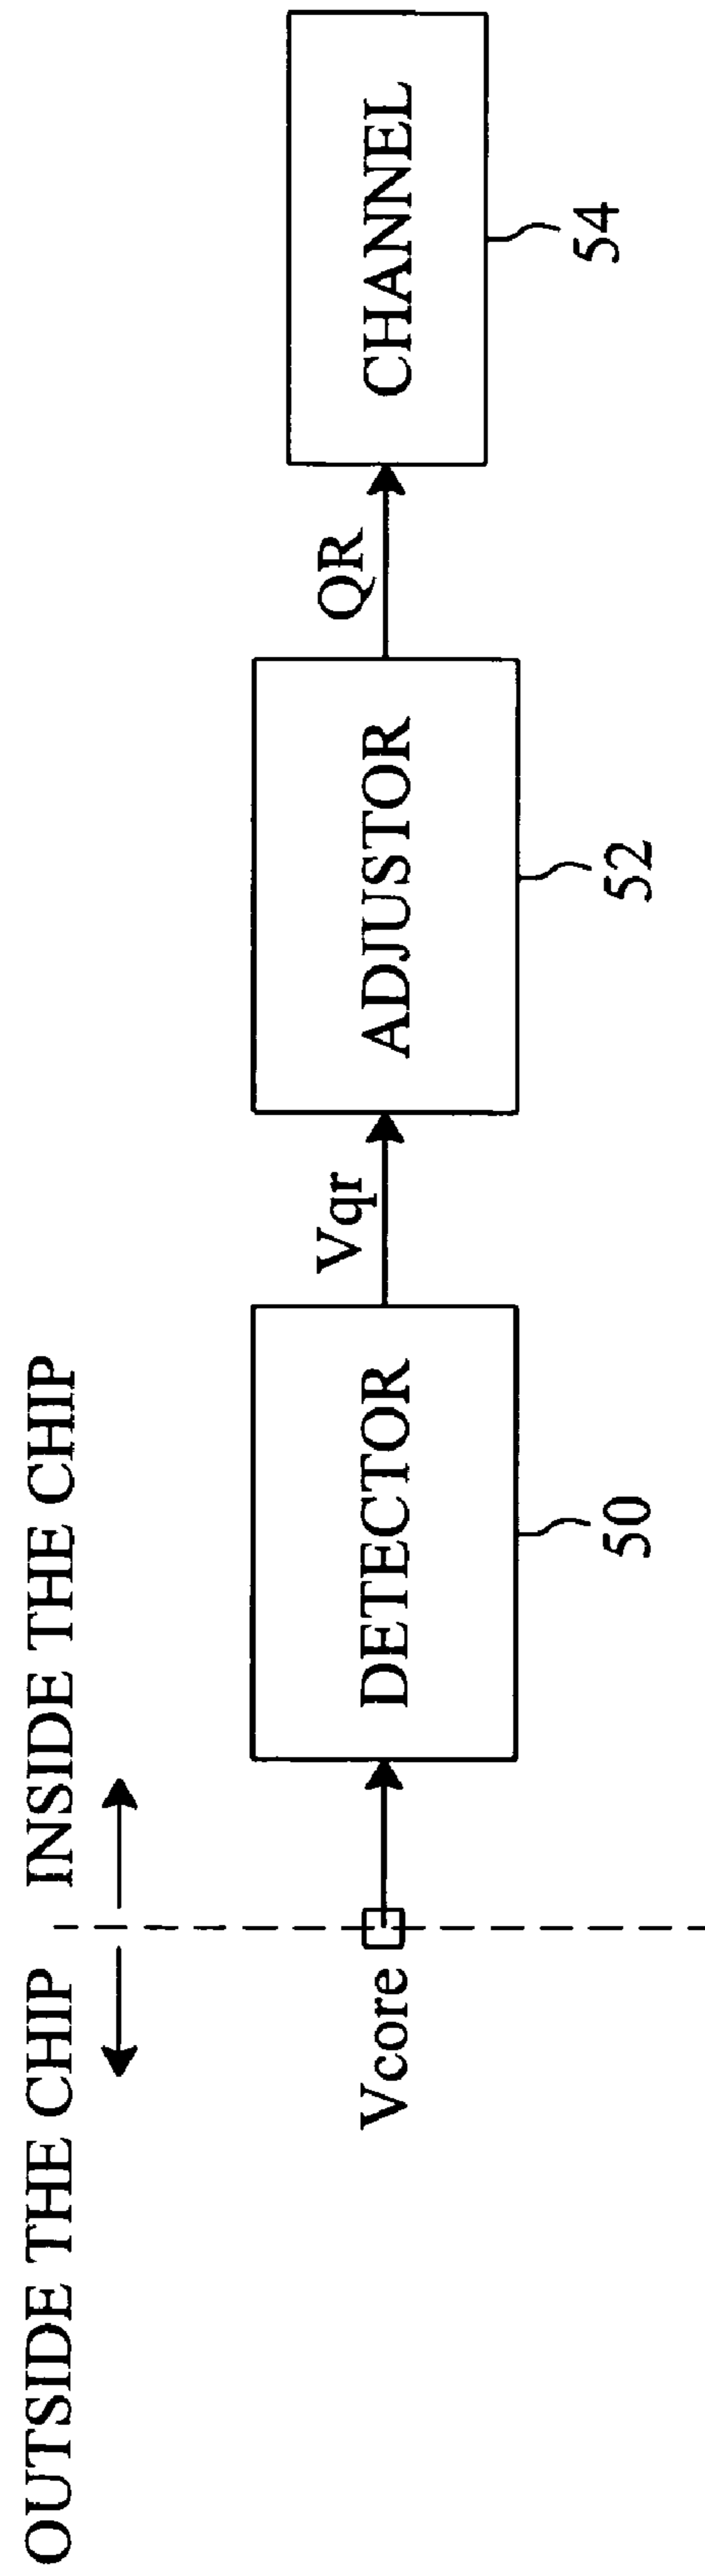 OUTSIDE THE CHIP
INSIDE THE CHIP
Vcore
DETECTOR
50
Vqr
ADJUSTOR
52
QR
CHANNEL
54